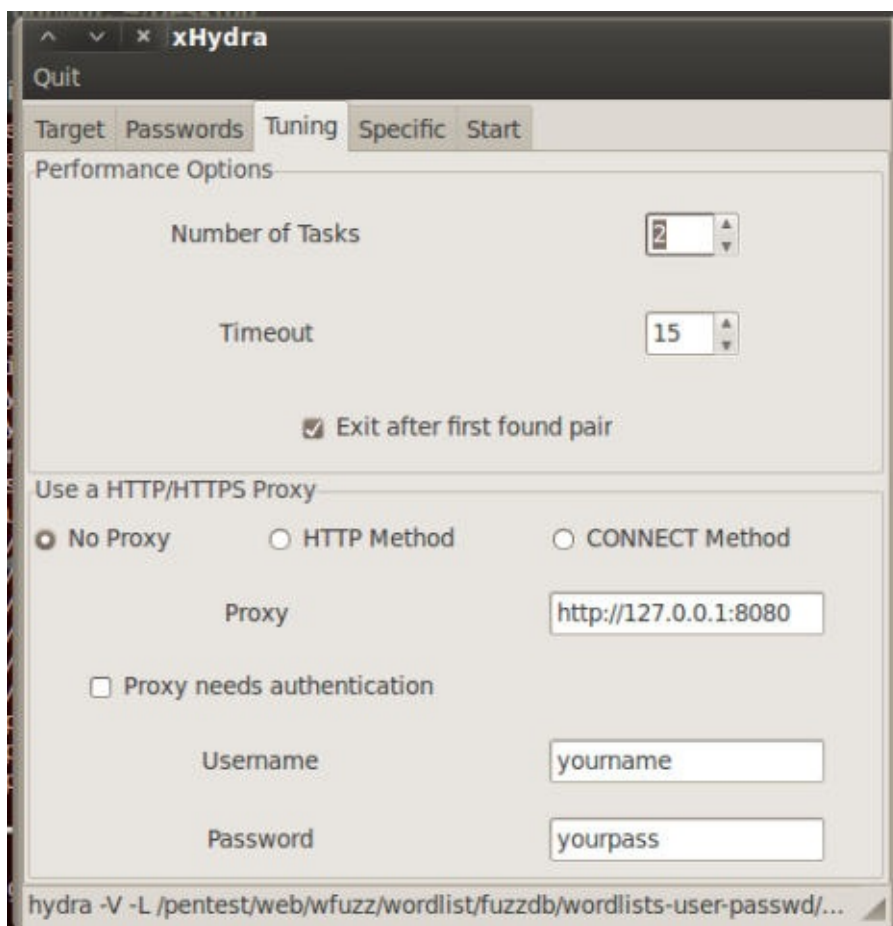 xHydra
Quit
Target Passwords Tuning Specific Start
Performance Options
Number of Tasks 2
Timeout 15
Exit after first found pair
Use a HTTP/HTTPS Proxy
No Proxy HTTP Method CONNECT Method
Proxy http://127.0.0.1:8080
Proxy needs authentication
Username yourname
Password yourpass
hydra -V -L /pentest/web/wfuzz/wordlist/fuzzdb/wordlists-user-passwd/...